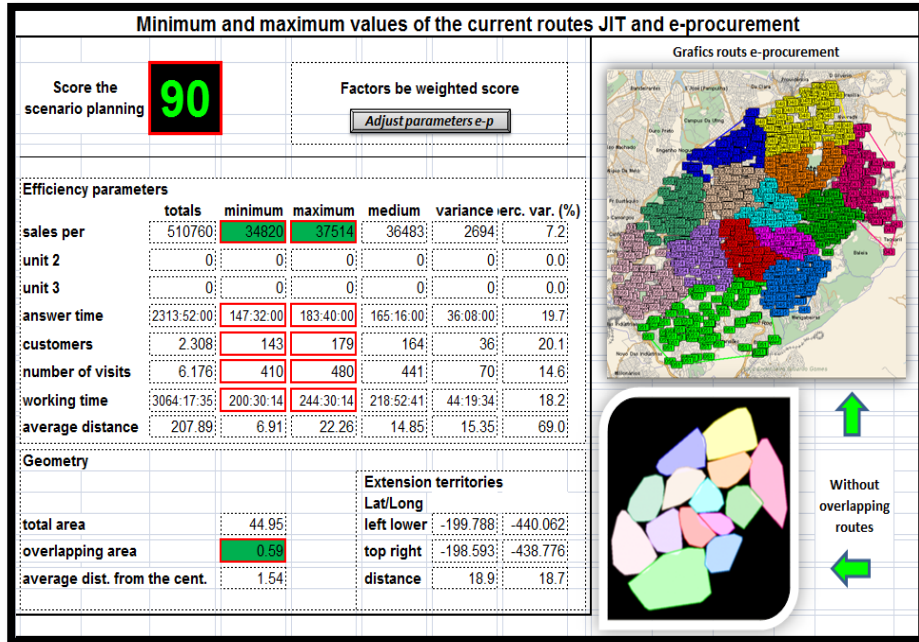 Minimum and maximum values of the current routes JIT and e-procurement
Grafics routs e-procurement
Score the
scenario planning
90
Factors be weighted score
Adjust parameters e-p
Efficiency parameters
totals minimum maximum medium variance perc. var. (%)
sales per 510760 34820 37514 36483 2694 7.2
unit 2 0 0 0 0 0 0.0
unit 3 0 0 0 0 0 0.0
answer time 2313:52:00 147:32:00 183:40:00 165:16:00 36:08:00 19.7
customers 2.308 143 179 164 36 20.1
number of visits 6.176 410 480 441 70 14.6
working time 3064:17:35 200:30:14 244:30:14 218:52:41 44:19:34 18.2
average distance 207.89 6.91 22.26 14.85 15.35 69.0
Geometry
Extension territories
Lat/Long
total area 44.95 left lower -199.788 -440.062
overlapping area 0.59 top right -198.593 -438.776
average dist. from the cent. 1.54 distance 18.9 18.7
Without
overlapping
routes